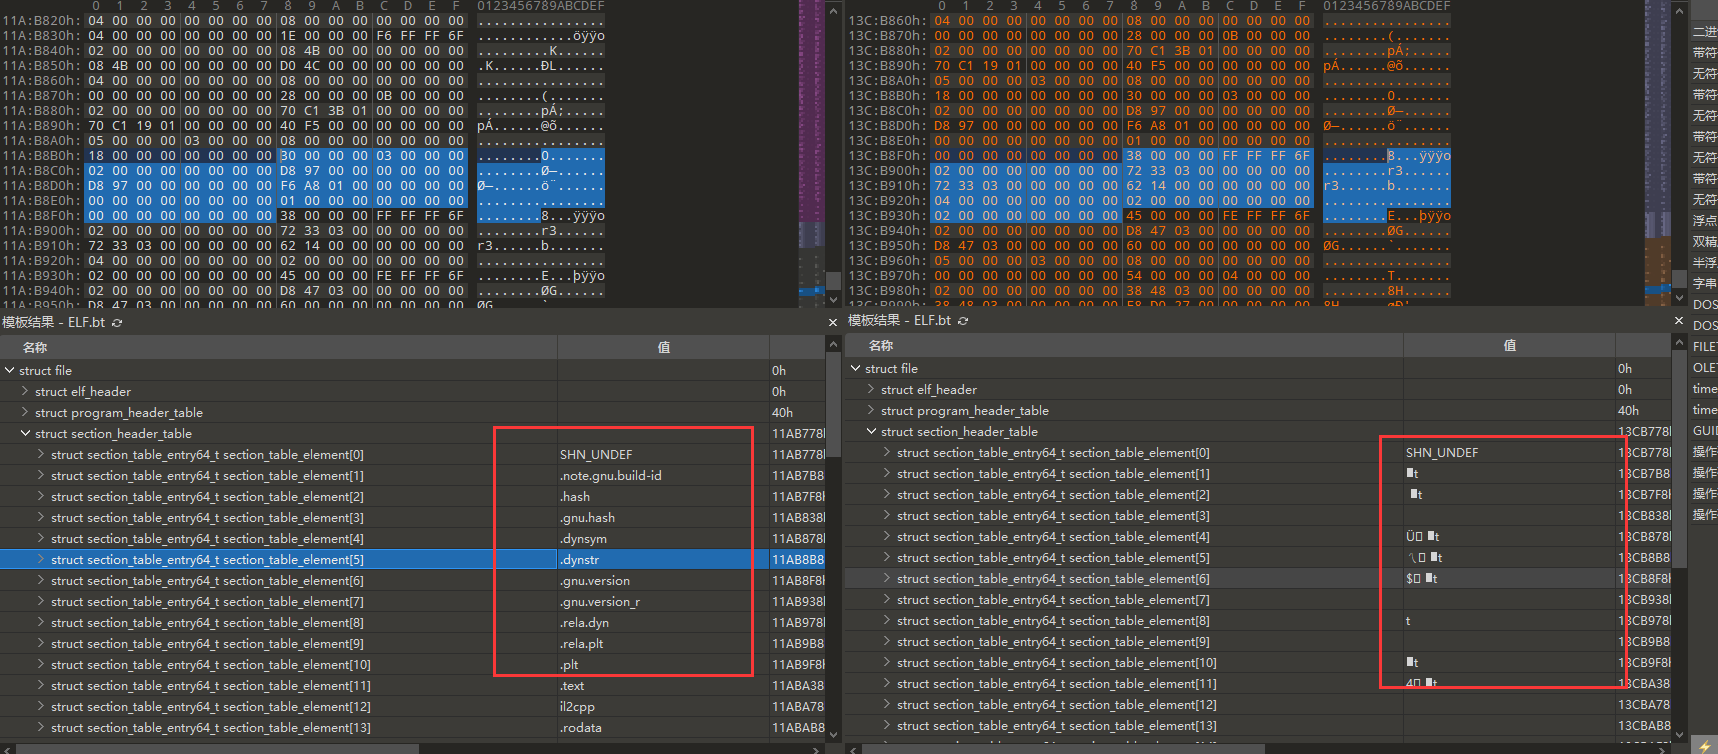 0 1 2 3 4 5 6 7 8 9 A B C D E F 0123456789ABCDEF
11A:B820h: 04 00 00 00 00 00 00 00 08 00 00 00 00 00 00 00 ................
11A:B830h: 04 00 00 00 00 00 00 00 1E 00 00 00 F6 FF FF 6F ............öÿÿo
11A:B840h: 02 00 00 00 00 00 00 00 08 4B 00 00 00 00 00 00 .........K......
11A:B850h: 08 4B 00 00 00 00 00 00 D0 4C 00 00 00 00 00 00 .K......ÐL......
11A:B860h: 04 00 00 00 00 00 00 00 08 00 00 00 00 00 00 00 ................
11A:B870h: 00 00 00 00 00 00 00 00 28 00 00 00 0B 00 00 00 ........(.......
11A:B880h: 02 00 00 00 00 00 00 00 70 C1 3B 01 00 00 00 00 ........pÁ;.....
11A:B890h: 70 C1 19 01 00 00 00 00 40 F5 00 00 00 00 00 00 pÁ......@õ......
11A:B8A0h: 05 00 00 00 03 00 00 00 08 00 00 00 00 00 00 00 ................
11A:B8B0h: 18 00 00 00 00 00 00 00 30 00 00 00 03 00 00 00 ........0.......
11A:B8C0h: 02 00 00 00 00 00 00 00 D8 97 00 00 00 00 00 00 ........Ø—......
11A:B8D0h: D8 97 00 00 00 00 00 00 F6 A8 01 00 00 00 00 00 Ø—......ö¨......
11A:B8E0h: 00 00 00 00 00 00 00 00 01 00 00 00 00 00 00 00 ................
11A:B8F0h: 00 00 00 00 00 00 00 00 38 00 00 00 FF FF FF 6F ........8...ÿÿÿo
11A:B900h: 02 00 00 00 00 00 00 00 72 33 03 00 00 00 00 00 ........r3......
11A:B910h: 72 33 03 00 00 00 00 00 62 14 00 00 00 00 00 00 r3......b.......
11A:B920h: 04 00 00 00 00 00 00 00 02 00 00 00 00 00 00 00 ................
11A:B930h: 02 00 00 00 00 00 00 00 45 00 00 00 FE FF FF 6F ........E...þÿÿo
11A:B940h: 02 00 00 00 00 00 00 00 D8 47 03 00 00 00 00 00 ........ØG......
11A:B950h: D8 47 03 00 00 00 00 00 60 00 00 00 00 00 00 00 ØG......`.......
模板结果 - ELF.bt
名称 值
struct file 0h
struct elf_header 0h
struct program_header_table 40h
struct section_header_table 11AB778
struct section_table_entry64_t section_table_element[0] SHN_UNDEF 11AB778
struct section_table_entry64_t section_table_element[1] .note.gnu.build-id 11AB7B8
struct section_table_entry64_t section_table_element[2] .hash 11AB7F8
struct section_table_entry64_t section_table_element[3] .gnu.hash 11AB838
struct section_table_entry64_t section_table_element[4] .dynsym 11AB878
struct section_table_entry64_t section_table_element[5] .dynstr 11AB8B8
struct section_table_entry64_t section_table_element[6] .gnu.version 11AB8F8
struct section_table_entry64_t section_table_element[7] .gnu.version_r 11AB938
struct section_table_entry64_t section_table_element[8] .rela.dyn 11AB978
struct section_table_entry64_t section_table_element[9] .rela.plt 11AB9B8
struct section_table_entry64_t section_table_element[10] .plt 11AB9F8
struct section_table_entry64_t section_table_element[11] .text 11ABA38
struct section_table_entry64_t section_table_element[12] il2cpp 11ABA78
struct section_table_entry64_t section_table_element[13] .rodata 11ABAB8
0 1 2 3 4 5 6 7 8 9 A B C D E F 0123456789ABCDEF
13C:B860h: 04 00 00 00 00 00 00 00 08 00 00 00 00 00 00 00 ................
13C:B870h: 00 00 00 00 00 00 00 00 28 00 00 00 0B 00 00 00 ........(.......
13C:B880h: 02 00 00 00 00 00 00 00 70 C1 3B 01 00 00 00 00 ........pÁ;.....
13C:B890h: 70 C1 19 01 00 00 00 00 40 F5 00 00 00 00 00 00 pÁ......@õ......
13C:B8A0h: 05 00 00 00 03 00 00 00 08 00 00 00 00 00 00 00 ................
13C:B8B0h: 18 00 00 00 00 00 00 00 30 00 00 00 03 00 00 00 ........0.......
13C:B8C0h: 02 00 00 00 00 00 00 00 D8 97 00 00 00 00 00 00 ........Ø—......
13C:B8D0h: D8 97 00 00 00 00 00 00 F6 A8 01 00 00 00 00 00 Ø—......ö¨......
13C:B8E0h: 00 00 00 00 00 00 00 00 01 00 00 00 00 00 00 00 ................
13C:B8F0h: 00 00 00 00 00 00 00 00 38 00 00 00 FF FF FF 6F ........8...ÿÿÿo
13C:B900h: 02 00 00 00 00 00 00 00 72 33 03 00 00 00 00 00 ........r3......
13C:B910h: 72 33 03 00 00 00 00 00 62 14 00 00 00 00 00 00 r3......b.......
13C:B920h: 04 00 00 00 00 00 00 00 02 00 00 00 00 00 00 00 ................
13C:B930h: 02 00 00 00 00 00 00 00 45 00 00 00 FE FF FF 6F ........E...þÿÿo
13C:B940h: 02 00 00 00 00 00 00 00 D8 47 03 00 00 00 00 00 ........ØG......
13C:B950h: D8 47 03 00 00 00 00 00 60 00 00 00 00 00 00 00 ØG......`.......
13C:B960h: 05 00 00 00 03 00 00 00 08 00 00 00 00 00 00 00 ................
13C:B970h: 00 00 00 00 00 00 00 00 54 00 00 00 04 00 00 00 ........T.......
13C:B980h: 02 00 00 00 00 00 00 00 38 48 03 00 00 00 00 00 ........8H......
13C:B990h: 38 48 03 00 00 00 00 00 F8 D0 27 00 00 00 00 00 8H......øÐ'.....
模板结果 - ELF.bt
名称 值
struct file 0h
struct elf_header 0h
struct program_header_table 40h
struct section_header_table 13CB778
struct section_table_entry64_t section_table_element[0] SHN_UNDEF 13CB778
struct section_table_entry64_t section_table_element[1] t 13CB7B8
struct section_table_entry64_t section_table_element[2] t 13CB7F8
struct section_table_entry64_t section_table_element[3] 13CB838
struct section_table_entry64_t section_table_element[4] Ü t 13CB878
struct section_table_entry64_t section_table_element[5] \ t 13CB8B8
struct section_table_entry64_t section_table_element[6] $ t 13CB8F8
struct section_table_entry64_t section_table_element[7] 13CB938
struct section_table_entry64_t section_table_element[8] t 13CB978
struct section_table_entry64_t section_table_element[9] 13CB9B8
struct section_table_entry64_t section_table_element[10] t 13CB9F8
struct section_table_entry64_t section_table_element[11] 4 t 13CBA38
struct section_table_entry64_t section_table_element[12] 13CBA78
struct section_table_entry64_t section_table_element[13] 13CBAB8
二进
带符
无符
带符
无符
带符
无符
带符
无符
浮点
双精
半浮
字串
DOS
DOS
FILE
OLE
time
time
GUI
操作
操作
操作
操作